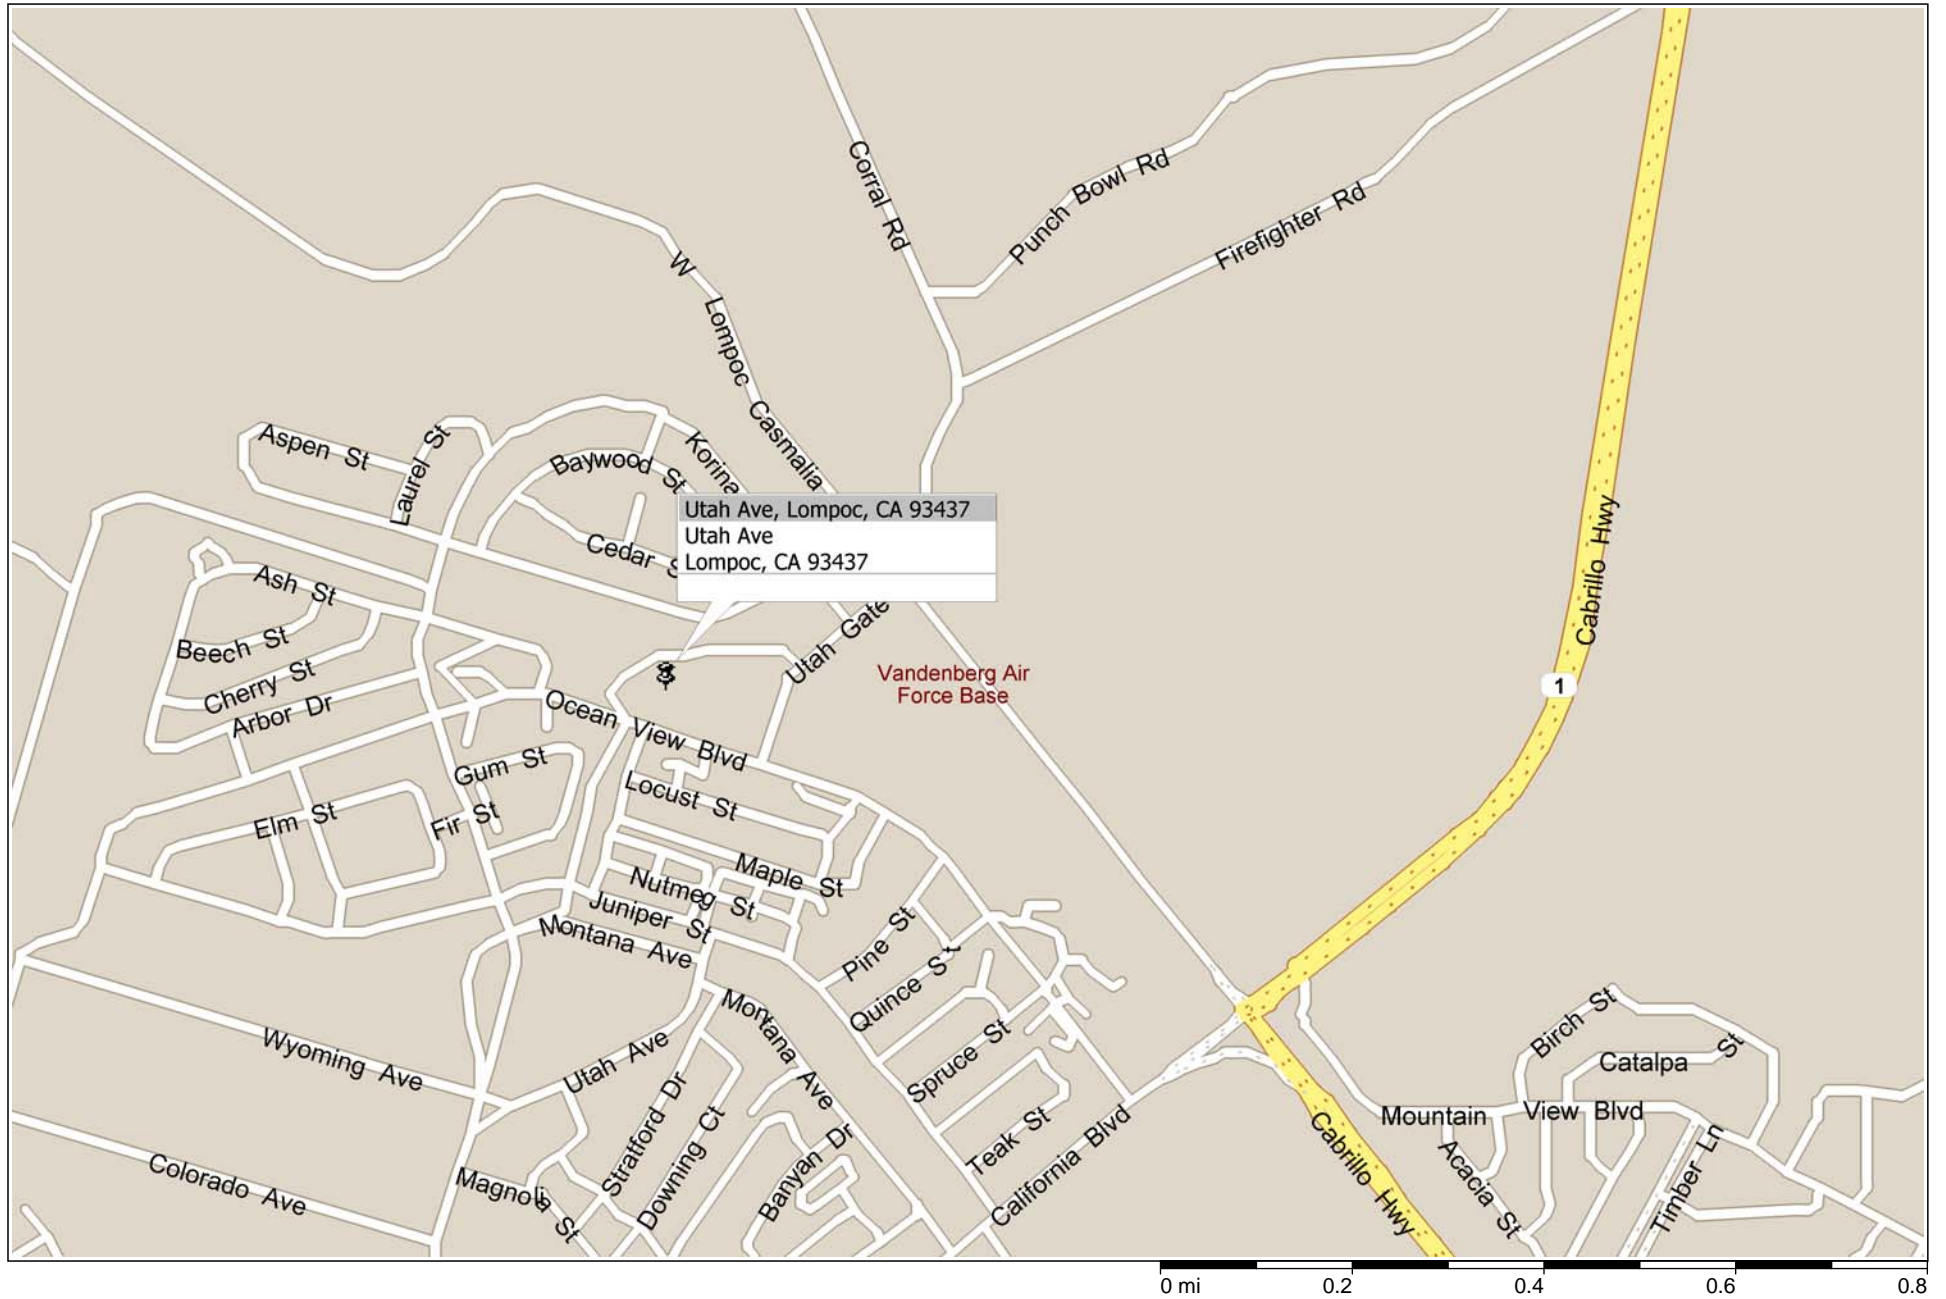 Corral Rd
Punch Bowl Rd
Firefighter Rd
W Lompoc Casmalia
Aspen St
Laurel St
Baywood St
Korina
Cedar S
Utah Ave, Lompoc, CA 93437
Utah Ave
Lompoc, CA 93437
Cabrillo Hwy
Ash St
Beech St
Cherry St
Arbor Dr
Utah Gate
Vandenberg Air
Force Base
1
Ocean View Blvd
Gum St
Locust St
Elm St
Fir St
Maple St
Nutmeg St
Juniper St
Montana Ave
Pine St
Quince St
Montana Ave
Wyoming Ave
Utah Ave
Spruce St
Birch St
Catalpa St
Stratford Dr
Downing Ct
Banyan Dr
Teak St
California Blvd
Cabrillo Hwy
Mountain View Blvd
Acacia St
Timber Ln
Colorado Ave
Magnolia St
0 mi 0.2 0.4 0.6 0.8